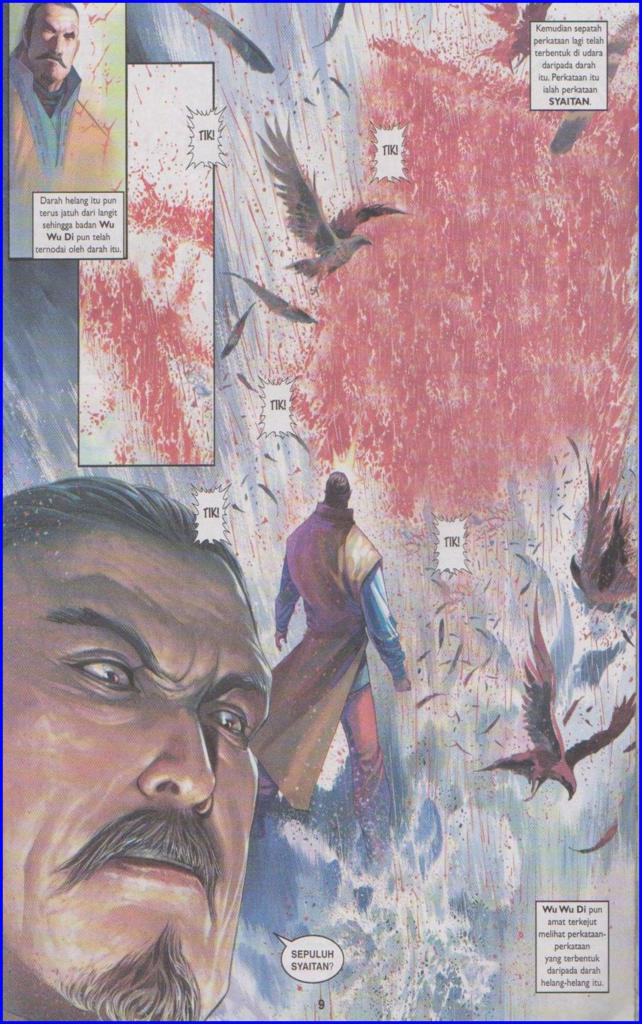 Darah helang itu pun
terus jatuh dari langit
sehingga badan Wu
Wu Di pun telah
ternodai oleh darah itu.
TIK!
TIK!
Kemudian sepatah
perkataan lagi telah
terbentuk di udara
daripada darah
itu. Perkataan itu
ialah perkataan
SYAITAN.
TIK!
TIK!
TIK!
SEPULUH
SYAITAN?
Wu Wu Di pun
amat terkejut
melihat perkataan-
perkataan
yang terbentuk
daripada darah
helang-helang itu.
9